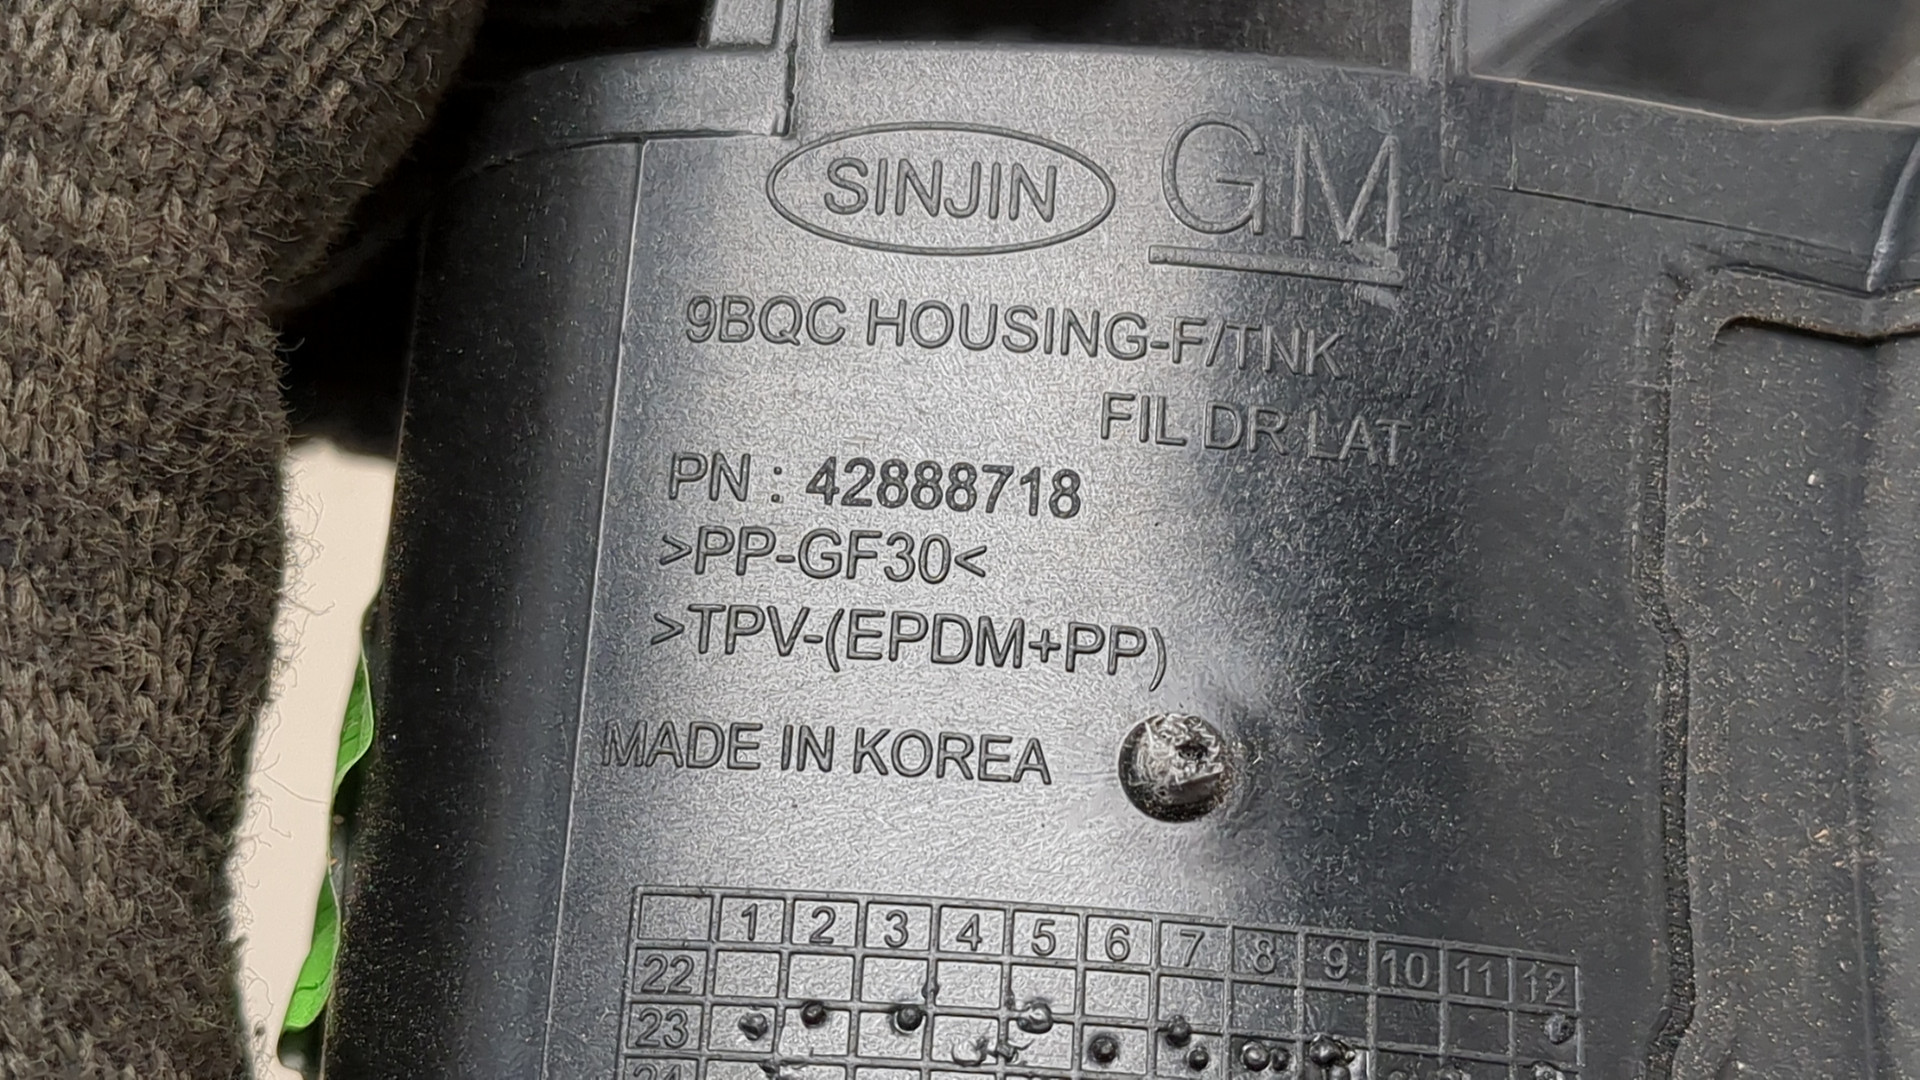 SINJIN GM
9BQC HOUSING-F/TNK
FIL DR LAT
PN : 42888718
>PP-GF30<
>TPV-(EPDM+PP)
MADE IN KOREA
1 2 3 4 5 6 7 8 9 10 11 12
22
23
24